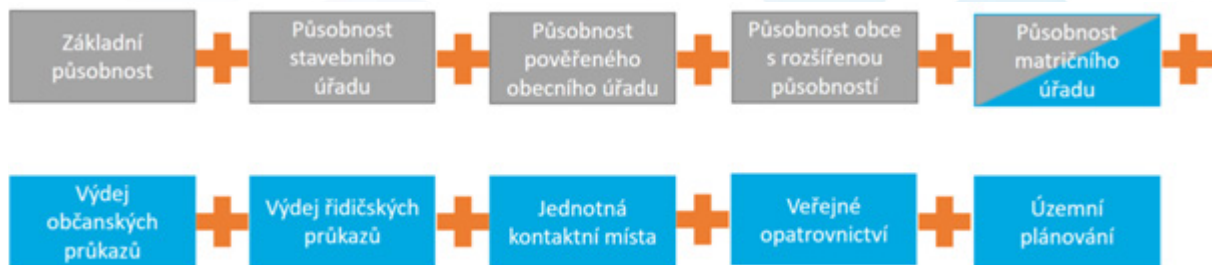 Základní
působnost
Působnost
stavebního
úřadu
Působnost
pověřeného
obecního úřadu
Působnost obce
s rozšířenou
působností
Působnost
matričního
úřadu
Výdej
občanských
průkazů
Výdej řidičských
průkazů
Jednotná
kontaktní místa
Veřejné
opatrovnictví
Územní
plánování